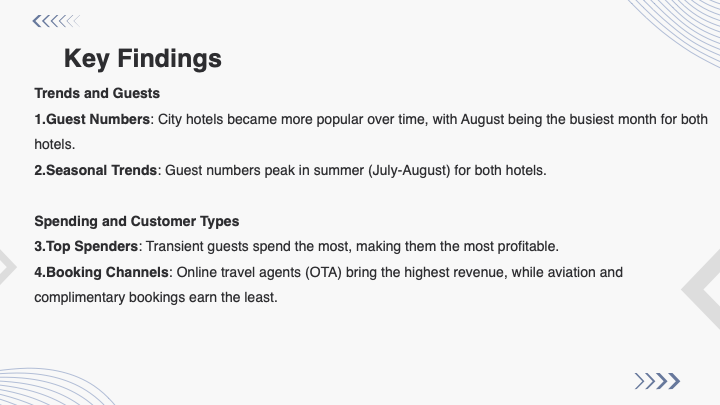 Key Findings
Trends and Guests
1.Guest Numbers: City hotels became more popular over time, with August being the busiest month for both
hotels.
2.Seasonal Trends: Guest numbers peak in summer (July-August) for both hotels.
Spending and Customer Types
3.Top Spenders: Transient guests spend the most, making them the most profitable.
4.Booking Channels: Online travel agents (OTA) bring the highest revenue, while aviation and
complimentary bookings earn the least.